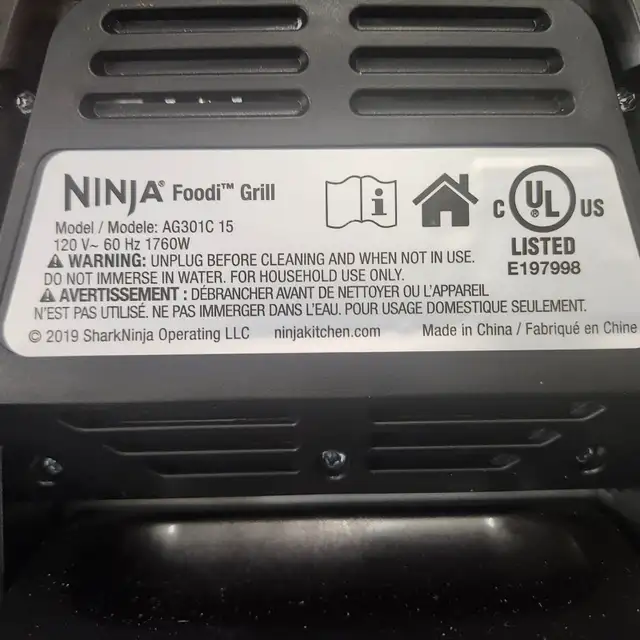 NINJA® Foodi™ Grill
Model / Modele: AG301C 15
120 V~ 60 Hz 1760W
⚠ WARNING: UNPLUG BEFORE CLEANING AND WHEN NOT IN USE.
DO NOT IMMERSE IN WATER. FOR HOUSEHOLD USE ONLY.
⚠ AVERTISSEMENT : DÉBRANCHER AVANT DE NETTOYER OU L'APPAREIL
N'EST PAS UTILISÉ. NE PAS IMMERGER DANS L'EAU. POUR USAGE DOMESTIQUE SEULEMENT.
© 2019 SharkNinja Operating LLC ninjakitchen.com Made in China / Fabriqué en Chine
i
C UL ® US
LISTED
E197998